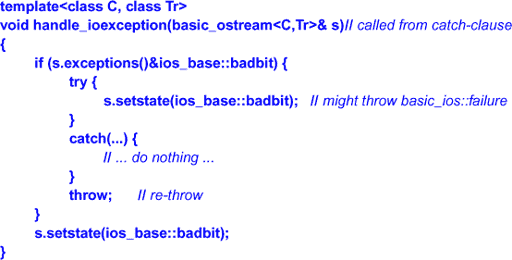 template<class C, class Tr>
void handle_ioexception(basic_ostream<C,Tr>& s)// called from catch-clause
{
if (s.exceptions()&ios_base::badbit) {
try {
s.setstate(ios_base::badbit); // might throw basic_ios::failure
}
catch(...) {
// ... do nothing ...
}
throw; // re-throw
}
s.setstate(ios_base::badbit);
}